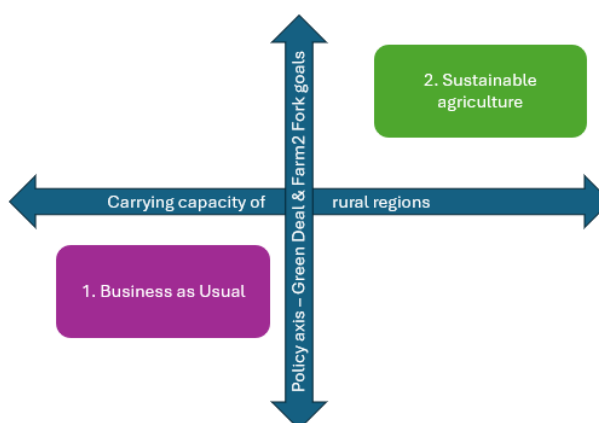 2. Sustainable
agriculture
Policy axis – Green Deal & Farm2 Fork goals
Carrying capacity of rural regions
1. Business as Usual